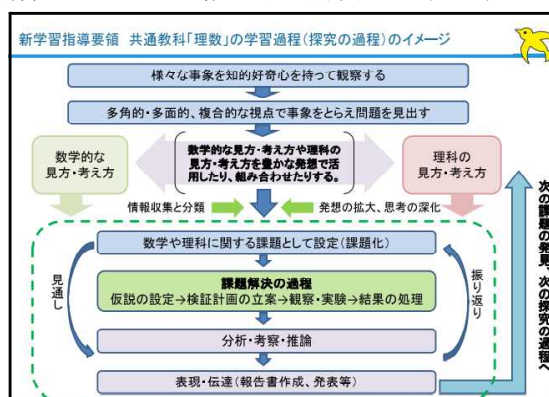 新学習指導要領 共通教科「理数」の学習過程(探究の過程)のイメージ
様々な事象を知的好奇心を持って観察する
多角的・多面的、複合的な視点で事象をとらえ問題を見出す
数学的な
見方・考え方
数学的な見方・考え方や理科の
見方・考え方を豊かな発想で活
用したり、組み合わせたりする。
理科の
見方・考え方
情報収集と分類
発想の拡大、思考の深化
数学や理科に関する課題として設定(課題化)
見通し
課題解決の過程
仮説の設定→検証計画の立案→観察・実験→結果の処理
振り返り
分析・考察・推論
表現・伝達(報告書作成、発表等)
次の課題の発見、次の探究の過程へ